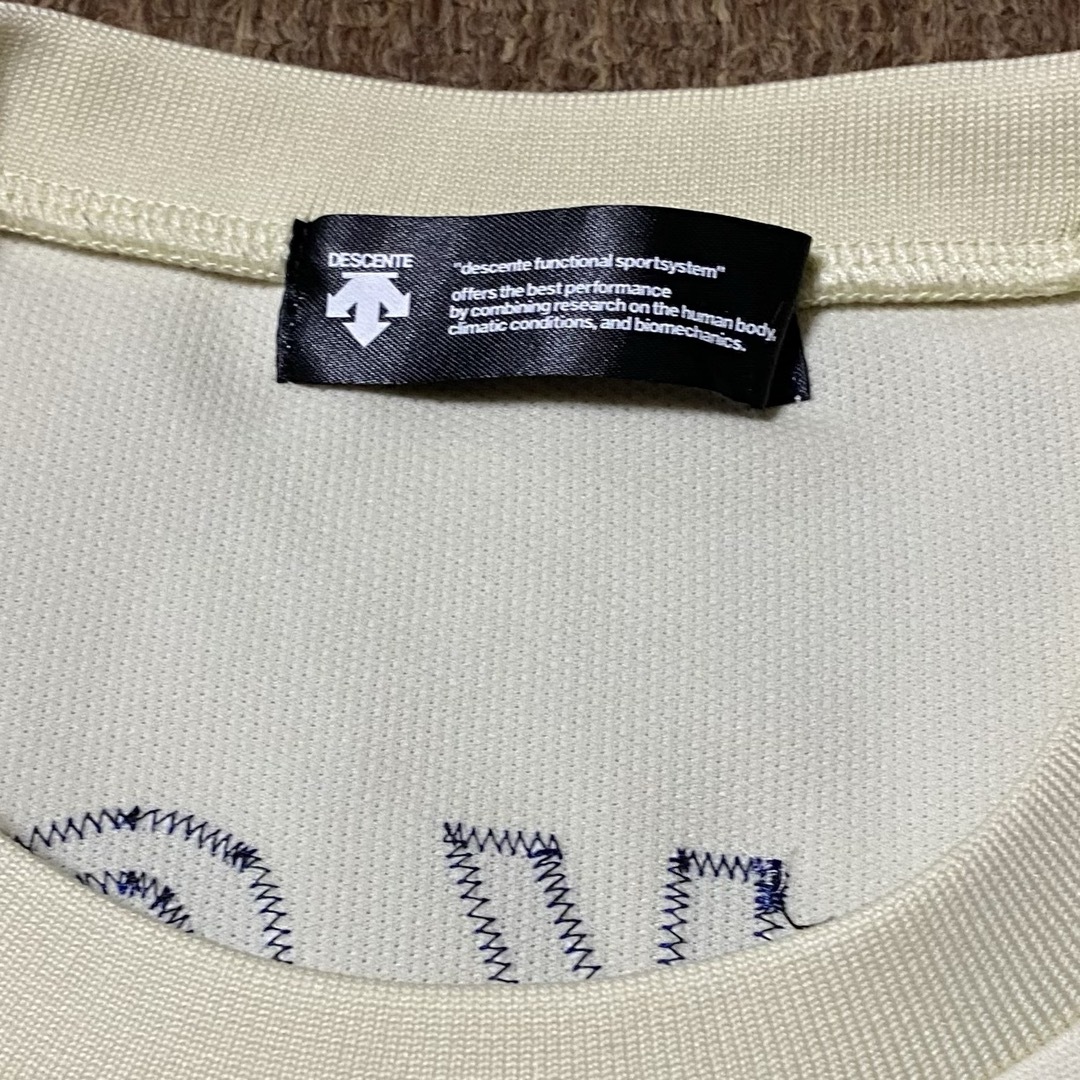 DESCENTE
"descente functional sportsystem"
offers the best performance
by combining research on the human body,
climatic conditions, and biomechanics.